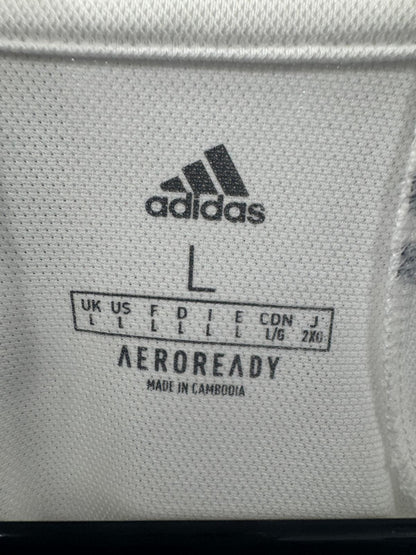 adidas
L
UK US F D I E CDN J
L L L L L L L/G 2XO
AEROREADY
MADE IN CAMBODIA